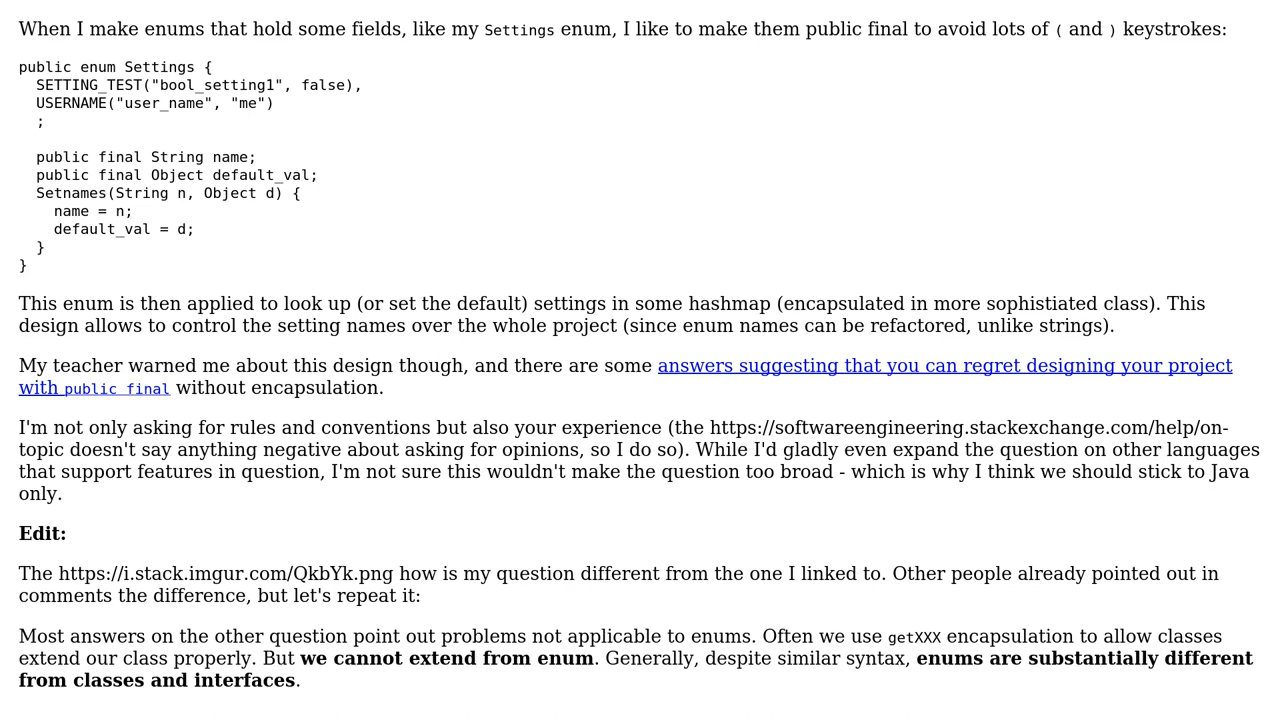 When I make enums that hold some fields, like my Settings enum, I like to make them public final to avoid lots of ( and ) keystrokes:
public enum Settings {
  SETTING_TEST("bool_setting1", false),
  USERNAME("user_name", "me")
  ;

  public final String name;
  public final Object default_val;
  Setnames(String n, Object d) {
    name = n;
    default_val = d;
  }
}
This enum is then applied to look up (or set the default) settings in some hashmap (encapsulated in more sophistiated class). This
design allows to control the setting names over the whole project (since enum names can be refactored, unlike strings).
My teacher warned me about this design though, and there are some answers suggesting that you can regret designing your project
with public final without encapsulation.
I'm not only asking for rules and conventions but also your experience (the https://softwareengineering.stackexchange.com/help/on-
topic doesn't say anything negative about asking for opinions, so I do so). While I'd gladly even expand the question on other languages
that support features in question, I'm not sure this wouldn't make the question too broad - which is why I think we should stick to Java
only.
Edit:
The https://i.stack.imgur.com/QkbYk.png how is my question different from the one I linked to. Other people already pointed out in
comments the difference, but let's repeat it:
Most answers on the other question point out problems not applicable to enums. Often we use getXXX encapsulation to allow classes
extend our class properly. But we cannot extend from enum. Generally, despite similar syntax, enums are substantially different
from classes and interfaces.